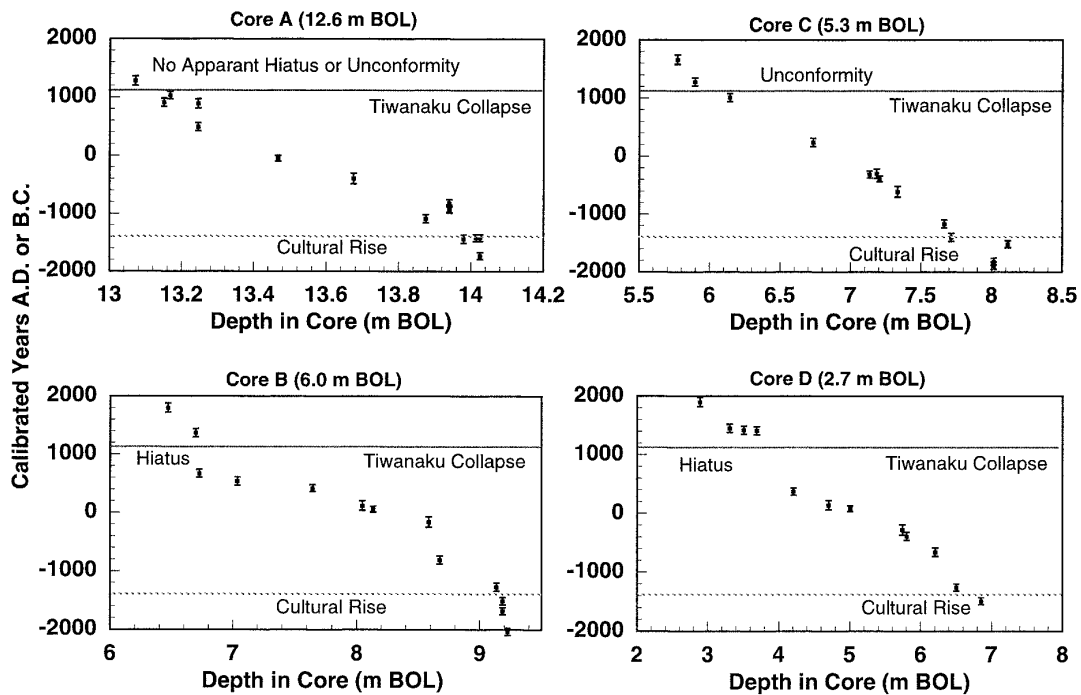 Calibrated Years A.D. or B.C.
Core A (12.6 m BOL)
2000
1000
0
-1000
-2000
No Apparant Hiatus or Unconformity
Tiwanaku Collapse
Cultural Rise
13 13.2 13.4 13.6 13.8 14 14.2
Depth in Core (m BOL)
Core C (5.3 m BOL)
2000
1000
0
-1000
-2000
Unconformity
Tiwanaku Collapse
Cultural Rise
5.5 6 6.5 7 7.5 8 8.5
Depth in Core (m BOL)
Core B (6.0 m BOL)
2000
1000
0
-1000
-2000
Hiatus Tiwanaku Collapse
Cultural Rise
6 7 8 9
Depth in Core (m BOL)
Core D (2.7 m BOL)
2000
1000
0
-1000
-2000
Hiatus Tiwanaku Collapse
Cultural Rise
2 3 4 5 6 7 8
Depth in Core (m BOL)